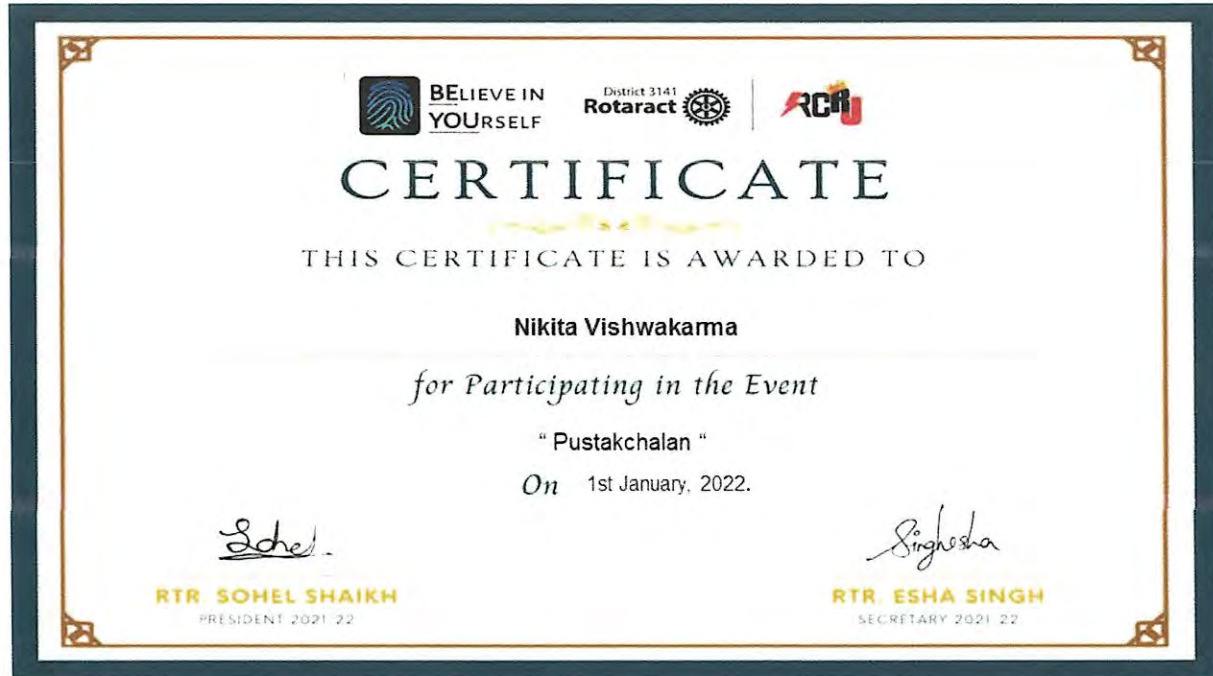 BELIEVE IN
YOURSELF
District 3141
Rotaract
RCRU
CERTIFICATE
THIS CERTIFICATE IS AWARDED TO
Nikita Vishwakarma
for Participating in the Event
“ Pustakchalan “
On 1st January, 2022.
Sohel
Singhesha
RTR. SOHEL SHAIKH
PRESIDENT 2021-22
RTR. ESHA SINGH
SECRETARY 2021-22